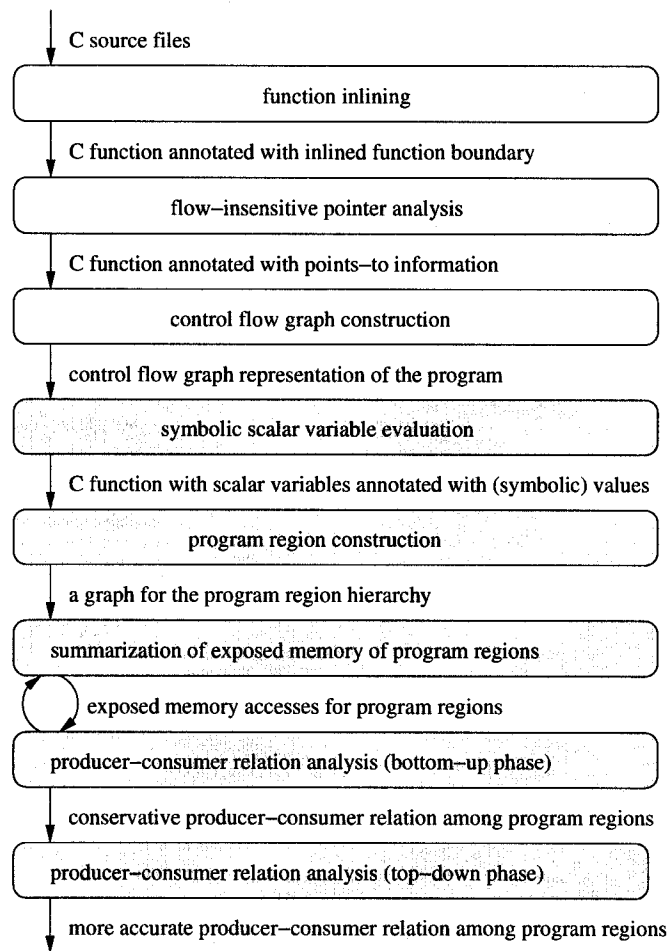 C source files
function inlining
C function annotated with inlined function boundary
flow-insensitive pointer analysis
C function annotated with points-to information
control flow graph construction
control flow graph representation of the program
symbolic scalar variable evaluation
C function with scalar variables annotated with (symbolic) values
program region construction
a graph for the program region hierarchy
summarization of exposed memory of program regions
exposed memory accesses for program regions
producer-consumer relation analysis (bottom-up phase)
conservative producer-consumer relation among program regions
producer-consumer relation analysis (top-down phase)
more accurate producer-consumer relation among program regions